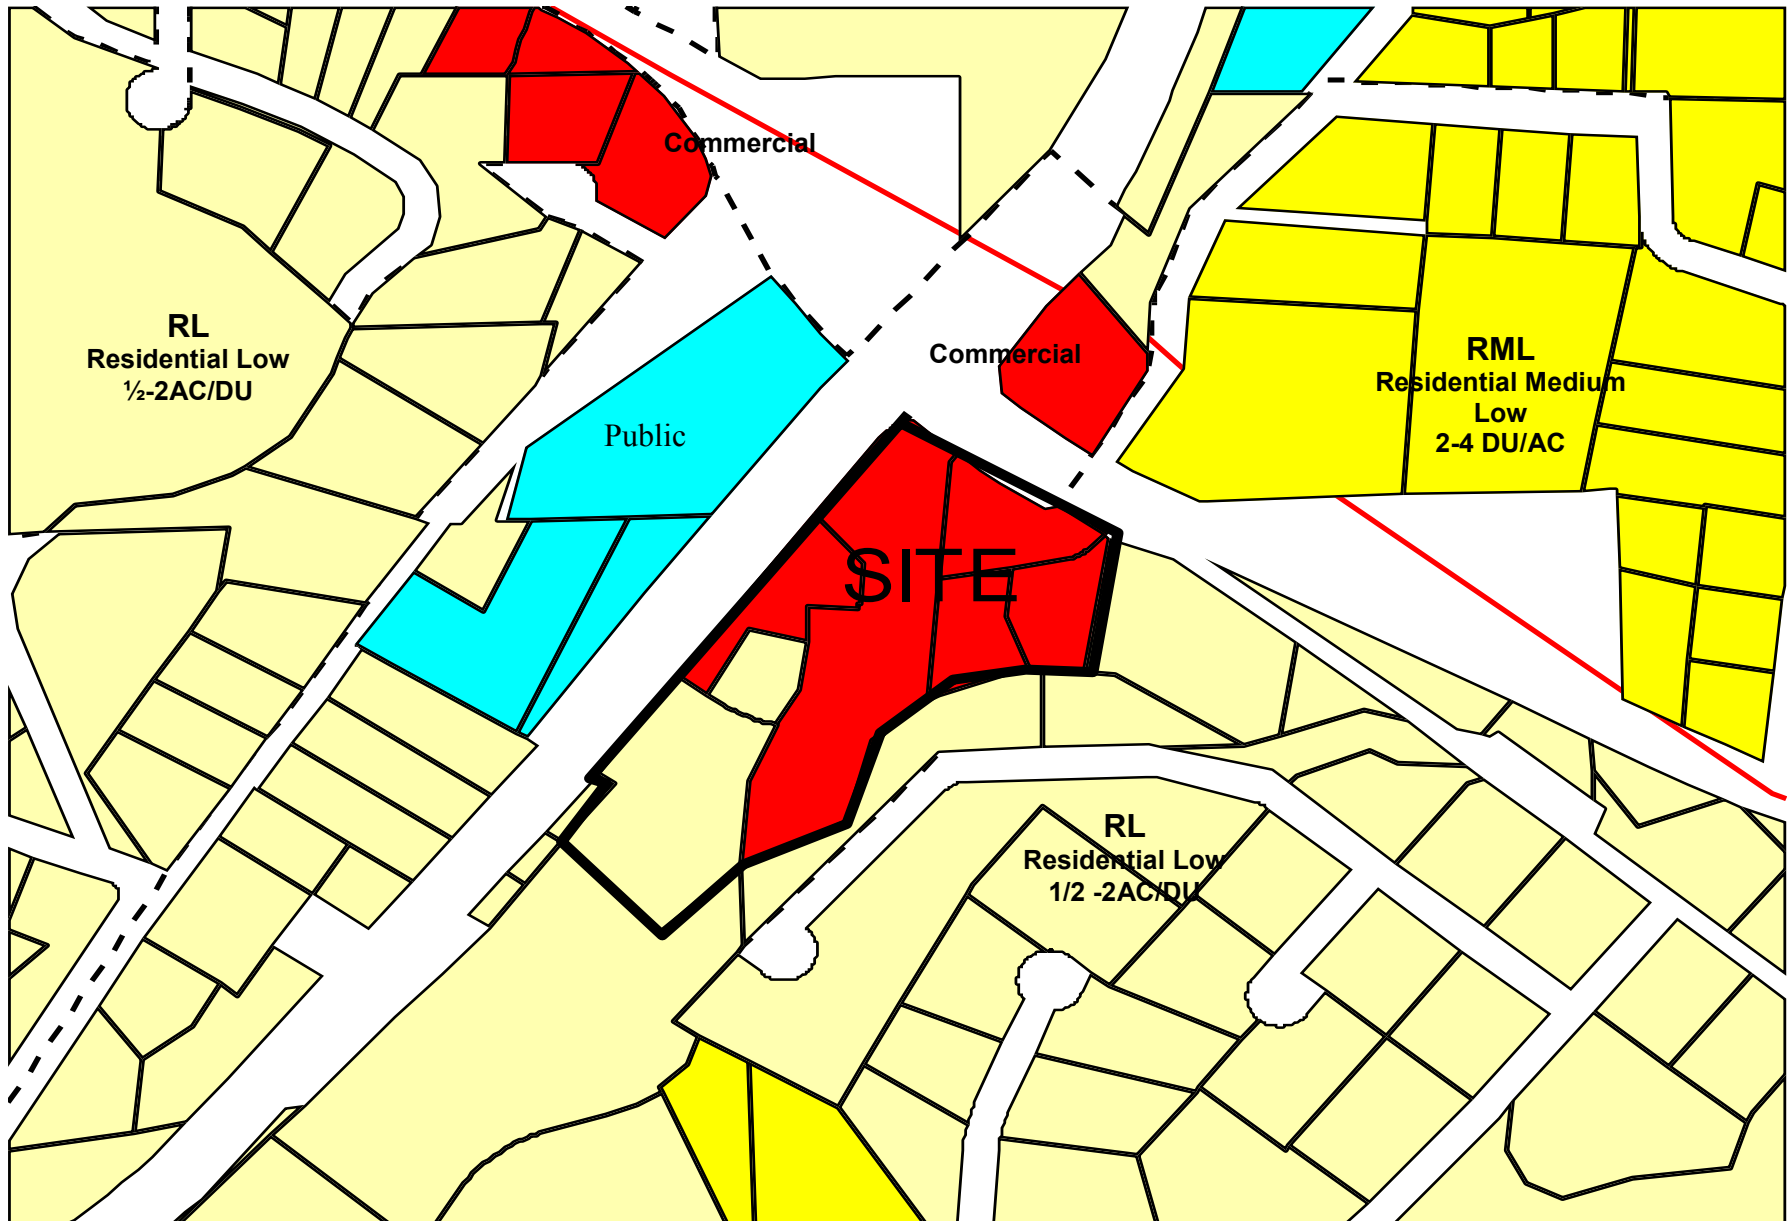 Commercial
RL
Residential Low
½-2AC/DU
Commercial
RML
Residential Medium
Low
2-4 DU/AC
Public
SITE
RL
Residential Low
1/2 -2AC/DU